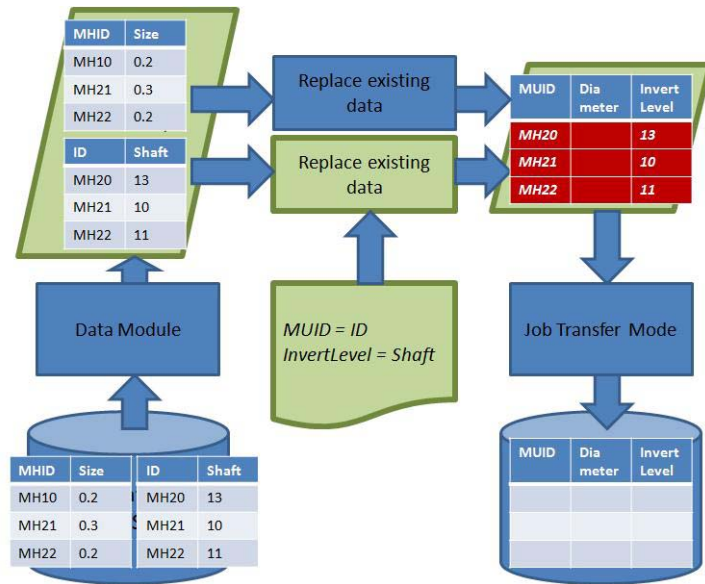 MHID Size
MH10 0.2
MH21 0.3
MH22 0.2
ID Shaft
MH20 13
MH21 10
MH22 11
Replace existing
data
Replace existing
data
MUID Dia
meter Invert
Level
MH20 13
MH21 10
MH22 11
Data Module
MUID = ID
InvertLevel = Shaft
Job Transfer Mode
MHID Size
MH10 0.2
MH21 0.3
MH22 0.2
ID Shaft
MH20 13
MH21 10
MH22 11
MUID Dia
meter Invert
Level